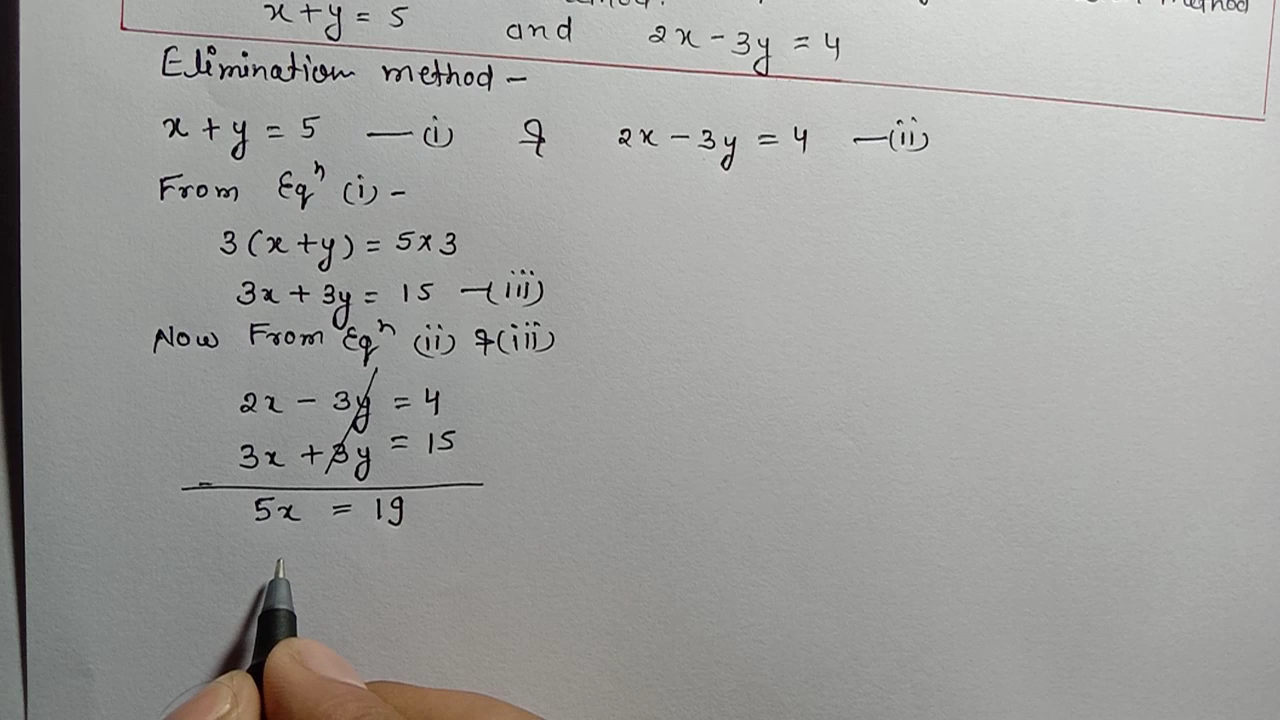 method
x + y = 5 and 2x - 3y = 4
Elimination method -
x + y = 5 — (i) & 2x - 3y = 4 — (ii)
From Eqⁿ (i) -
3(x + y) = 5 x 3
3x + 3y = 15 — (iii)
Now From Eqⁿ (ii) & (iii)
2x - 3y = 4
3x + 3y = 15
5x = 19